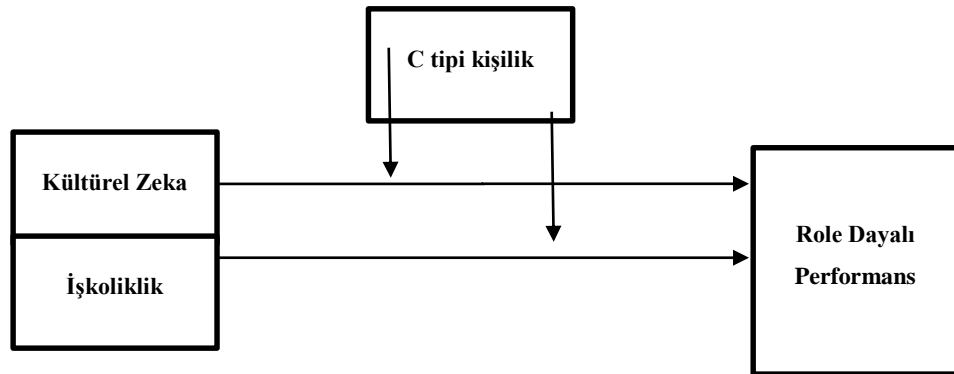 C tipi kişilik
Kültürel Zeka
İşkoliklik
Role Dayalı
Performans